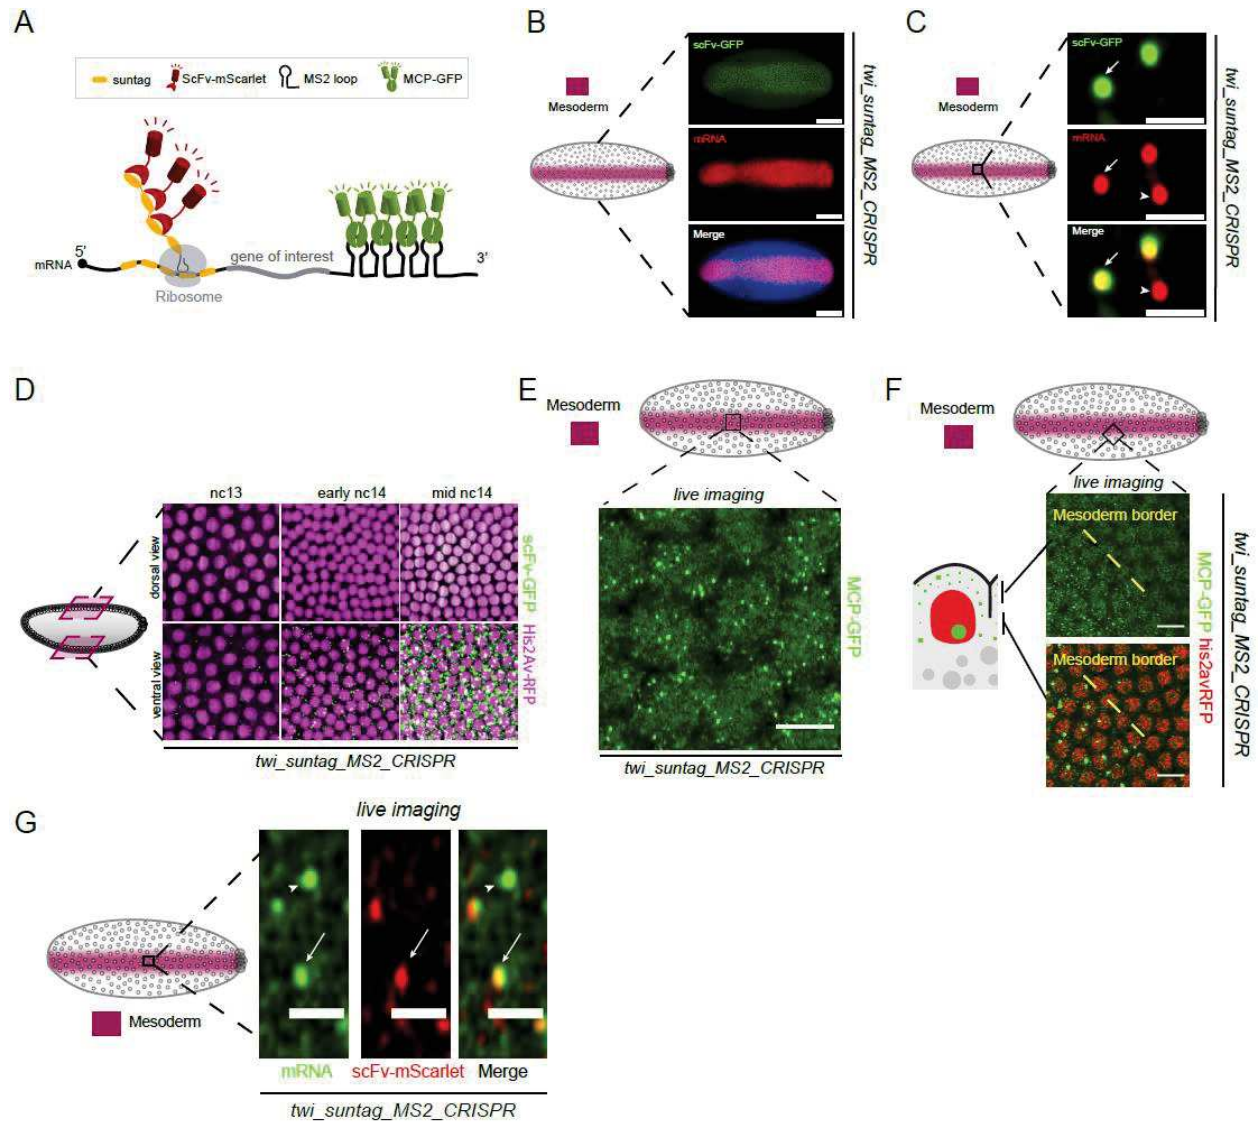 A
suntag
ScFv-mScarlet
MS2 loop
MCP-GFP
mRNA
5'
Ribosome
gene of interest
3'
B
Mesoderm
scFv-GFP
mRNA
Merge
twi_suntag_MS2_CRISPR
C
Mesoderm
scFv-GFP
mRNA
Merge
twi_suntag_MS2_CRISPR
D
nc13
early nc14
mid nc14
dorsal view
ventral view
scFv-GFP His2Av-RFP
twi_suntag_MS2_CRISPR
E
Mesoderm
live imaging
MCP-GFP
twi_suntag_MS2_CRISPR
F
Mesoderm
live imaging
Mesoderm border
Mesoderm border
MCP-GFP his2avRFP
twi_suntag_MS2_CRISPR
G
live imaging
Mesoderm
mRNA
scFv-mScarlet
Merge
twi_suntag_MS2_CRISPR